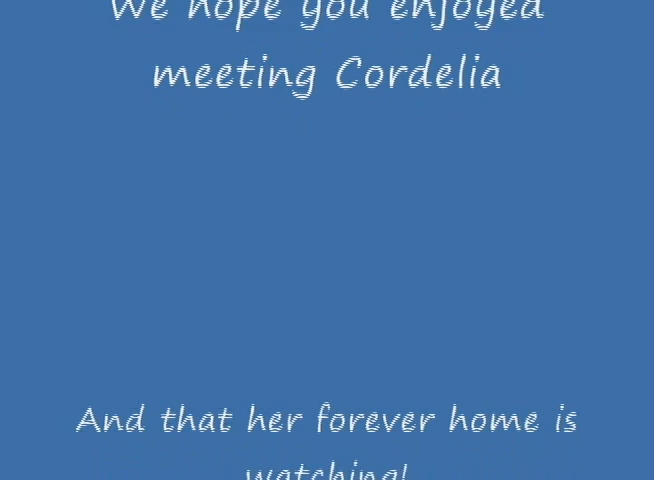 We hope you enjoyed
meeting Cordelia
And that her forever home is
watching!